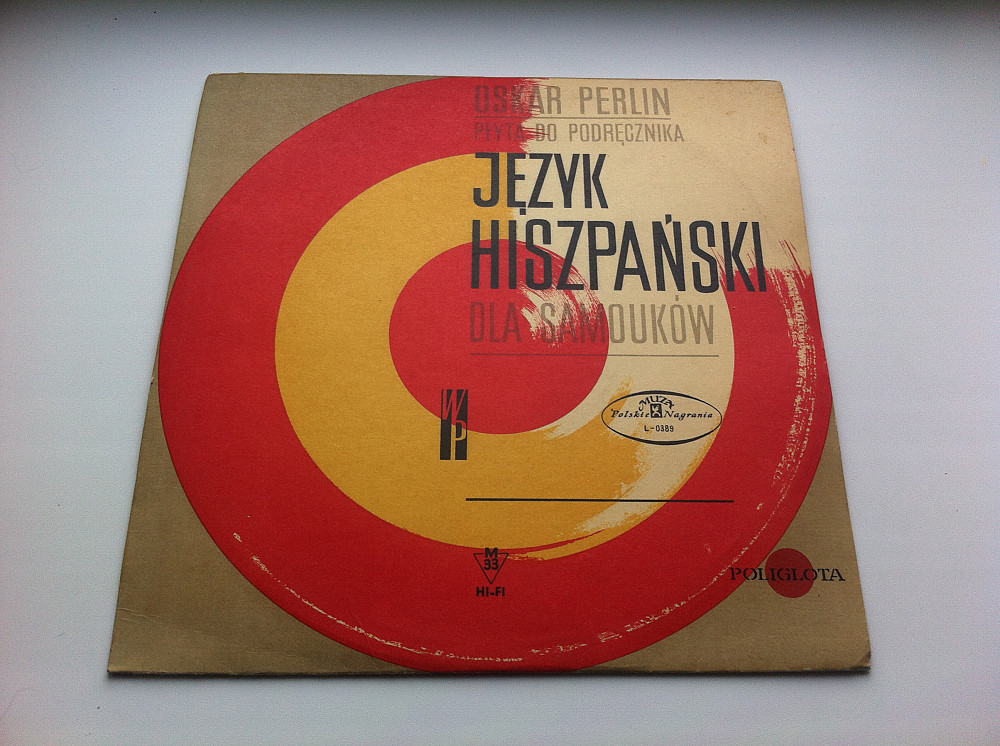 OSKAR PERLIN
PŁYTA DO PODRĘCZNIKA
JĘZYK
HISZPAŃSKI
DLA SAMOUKÓW
WP
MUZA
Polskie Nagrania
L-0389
M
33
HI-FI
POLIGLOTA